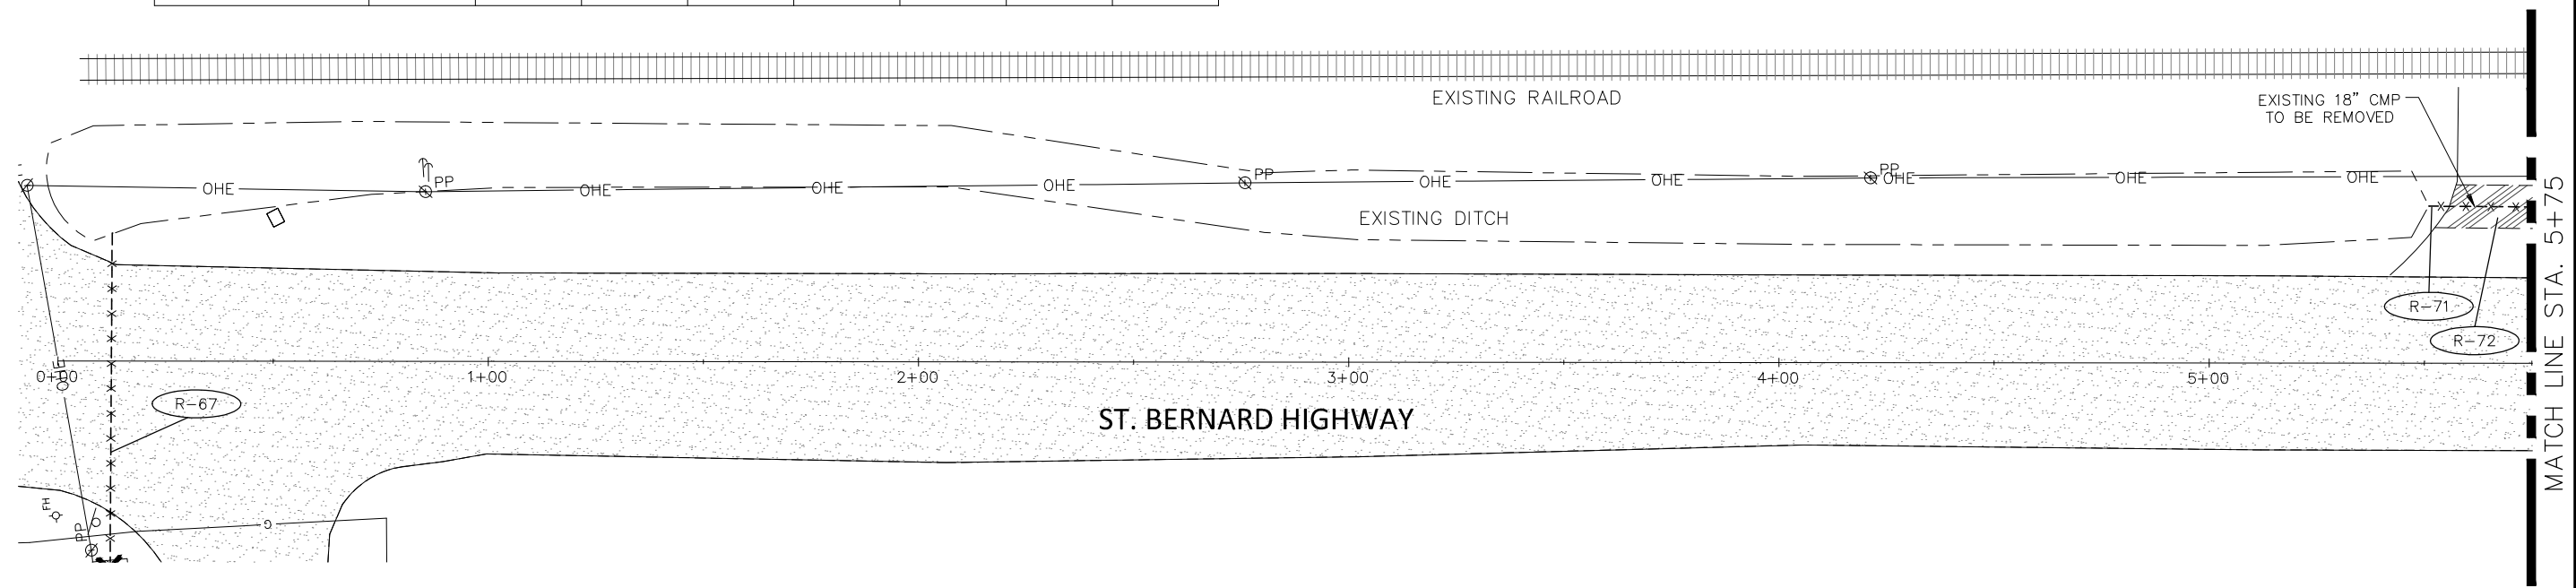 EXISTING RAILROAD
EXISTING 18" CMP
TO BE REMOVED
PP
PP
PP
OHE
OHE
OHE
OHE
OHE
OHE
OHE
OHE
OHE
EXISTING DITCH
R-71
R-72
MATCH LINE STA. 5+75
OHE
0+00
1+00
2+00
3+00
4+00
5+00
R-67
ST. BERNARD HIGHWAY
FH
PP
G